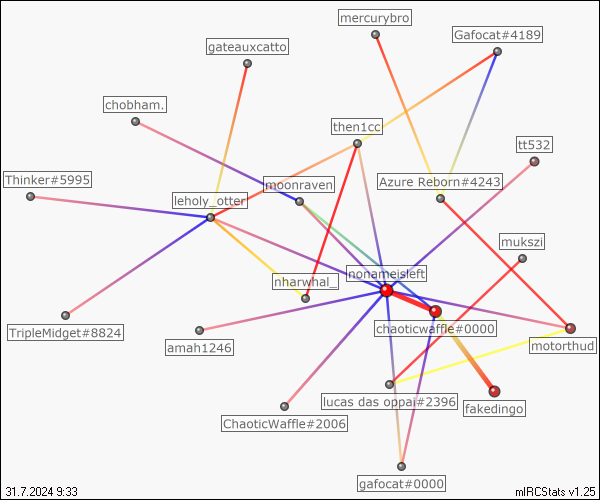 mercurybro
Gafocat#4189
gateauxcatto
chobham.
then1cc
tt532
Thinker#5995
moonraven
Azure Reborn#4243
leholy_otter
mukszi
nonameisleft
nharwhal_
chaoticwaffle#0000
TripleMidget#8824
amah1246
motorthud
lucas das oppai#2396
fakedingo
ChaoticWaffle#2006
gafocat#0000
31.7.2024 9:33
mIRCStats v1.25